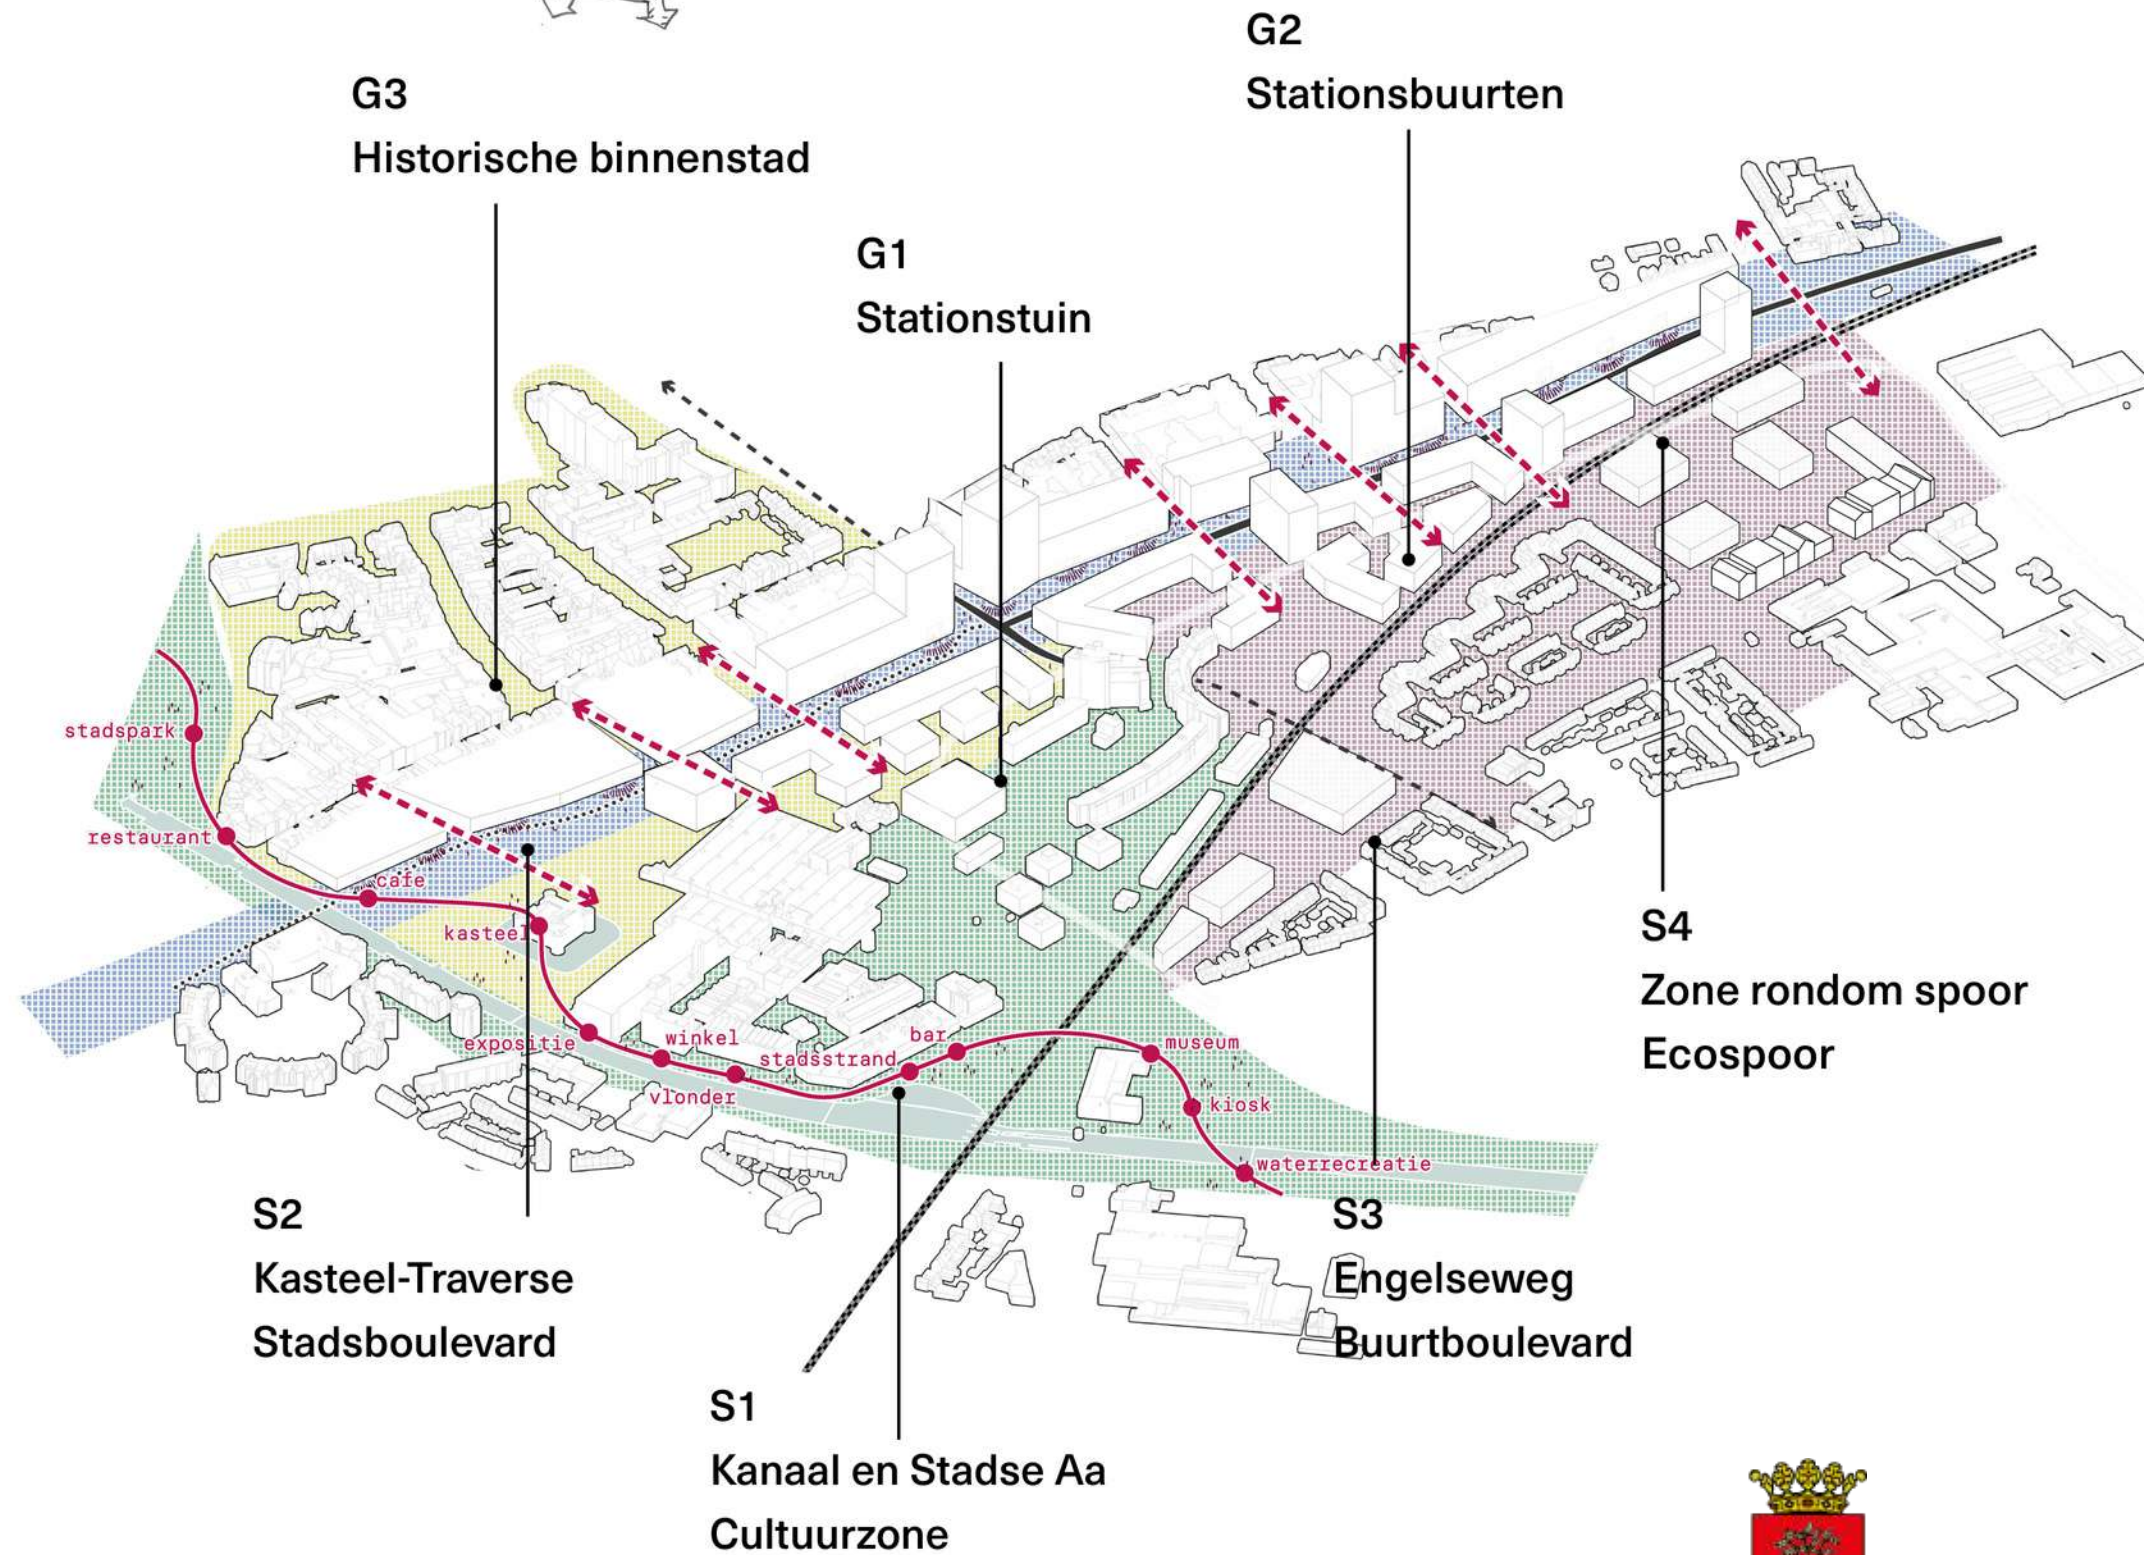 G2
Stationsbuurten
G3
Historische binnenstad
G1
Stationstuin
stadspark
restaurant
cafe
kasteel
expositie
winkel
vlonder
stadsstrand
bar
museum
kiosk
waterrecreatie
S4
Zone rondom spoor
Ecospoor
S2
Kasteel-Traverse
Stadsboulevard
S3
Engelseweg
Buurtboulevard
S1
Kanaal en Stadse Aa
Cultuurzone